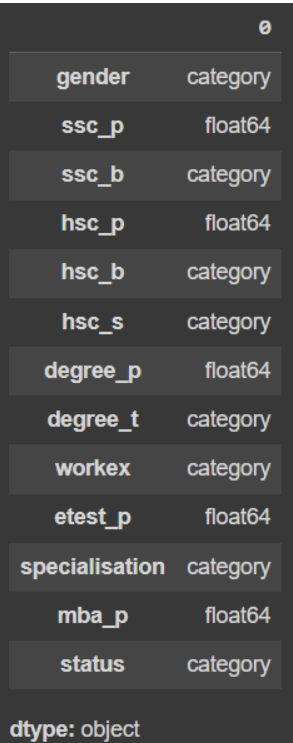 0
gender category
ssc_p float64
ssc_b category
hsc_p float64
hsc_b category
hsc_s category
degree_p float64
degree_t category
workex category
etest_p float64
specialisation category
mba_p float64
status category
dtype: object